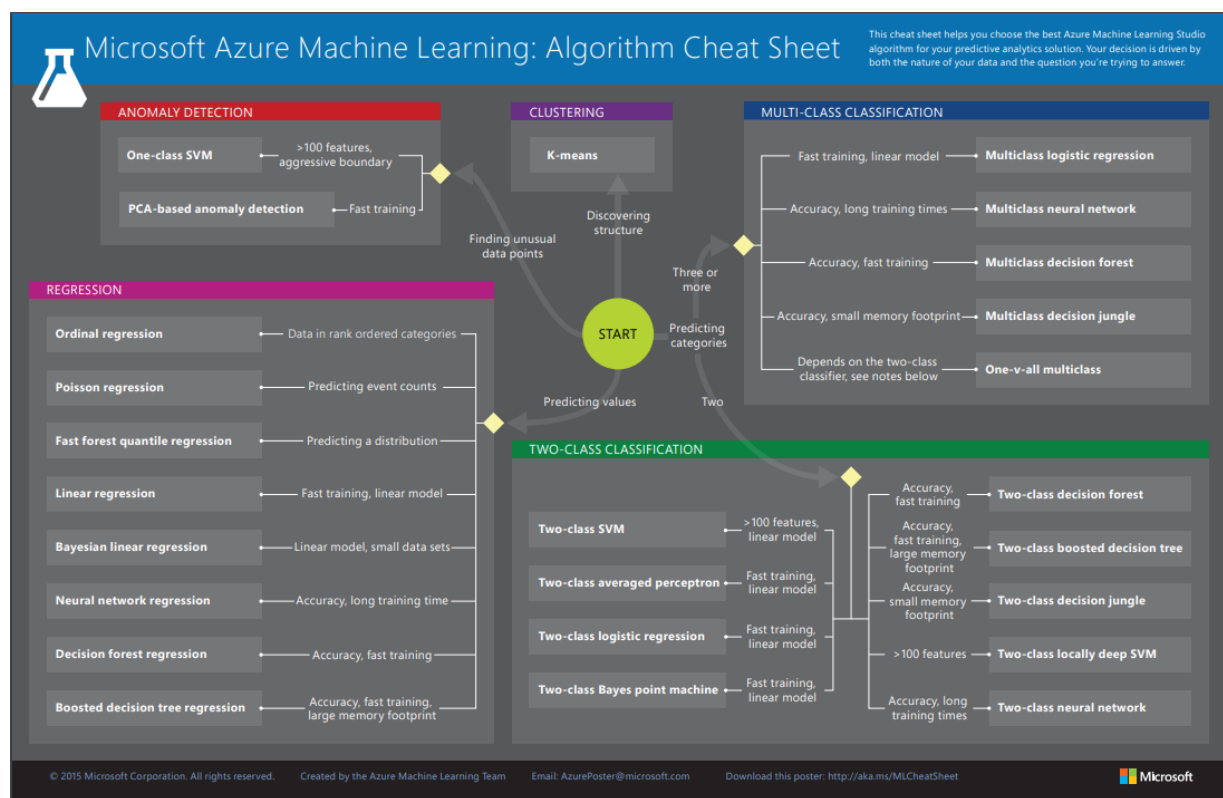 Microsoft Azure Machine Learning: Algorithm Cheat Sheet
This cheat sheet helps you choose the best Azure Machine Learning Studio
algorithm for your predictive analytics solution. Your decision is driven by
both the nature of your data and the question you’re trying to answer.
ANOMALY DETECTION
One-class SVM
>100 features,
aggressive boundary
PCA-based anomaly detection
Fast training
CLUSTERING
K-means
MULTI-CLASS CLASSIFICATION
Fast training, linear model
Multiclass logistic regression
Accuracy, long training times
Multiclass neural network
Accuracy, fast training
Multiclass decision forest
Accuracy, small memory footprint
Multiclass decision jungle
Depends on the two-class
classifier, see notes below
One-v-all multiclass
Finding unusual
data points
Discovering
structure
Three or
more
START
Predicting
categories
Predicting values
Two
REGRESSION
Ordinal regression
Data in rank ordered categories
Poisson regression
Predicting event counts
Fast forest quantile regression
Predicting a distribution
Linear regression
Fast training, linear model
Bayesian linear regression
Linear model, small data sets
Neural network regression
Accuracy, long training time
Decision forest regression
Accuracy, fast training
Boosted decision tree regression
Accuracy, fast training,
large memory footprint
TWO-CLASS CLASSIFICATION
Two-class SVM
>100 features,
linear model
Two-class averaged perceptron
Fast training,
linear model
Two-class logistic regression
Fast training,
linear model
Two-class Bayes point machine
Fast training,
linear model
Accuracy,
fast training
Two-class decision forest
Accuracy,
fast training,
large memory
footprint
Two-class boosted decision tree
Accuracy,
small memory
footprint
Two-class decision jungle
>100 features
Two-class locally deep SVM
Accuracy, long
training times
Two-class neural network
© 2015 Microsoft Corporation. All rights reserved.
Created by the Azure Machine Learning Team
Email: AzurePoster@microsoft.com
Download this poster: http://aka.ms/MLCheatSheet
Microsoft